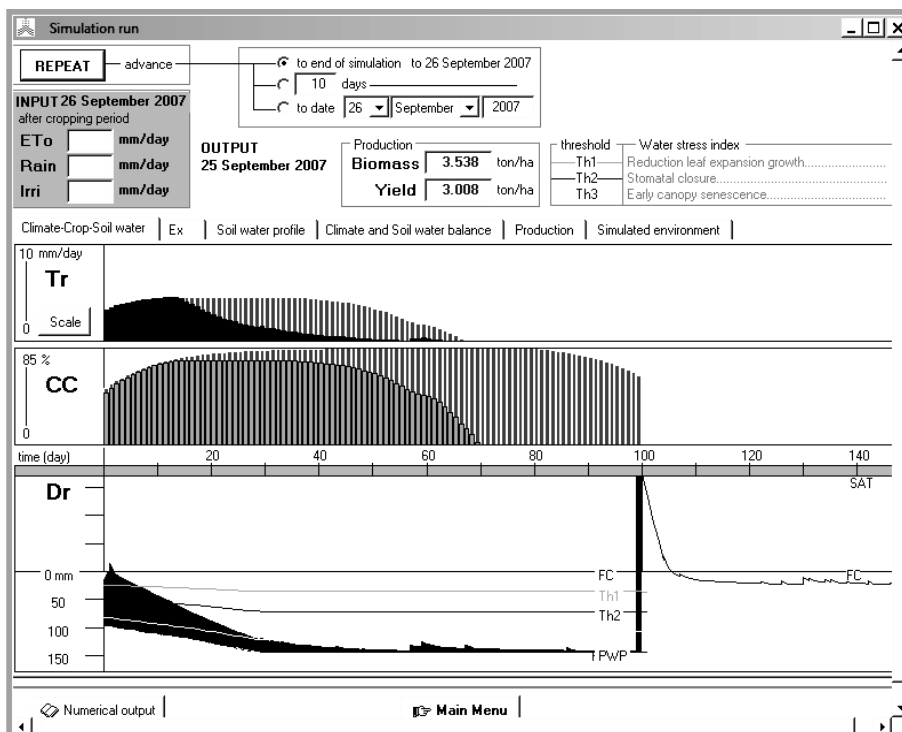 Simulation run
REPEAT
advance
to end of simulation to 26 September 2007
10 days
to date 26 September 2007
INPUT 26 September 2007
after cropping period
ETo mm/day
Rain mm/day
Irri mm/day
OUTPUT
25 September 2007
Production
Biomass 3.538 ton/ha
Yield 3.008 ton/ha
threshold Water stress index
Th1 Reduction leaf expansion growth
Th2 Stomatal closure
Th3 Early canopy senescence
Climate-Crop-Soil water Ex Soil water profile Climate and Soil water balance Production Simulated environment
10 mm/day
Tr
0 Scale
85 %
CC
0
time (day) 20 40 60 80 100 120 140
Dr SAT
0 mm FC FC
50 Th1
Th2
100
150 PWP
Numerical output Main Menu